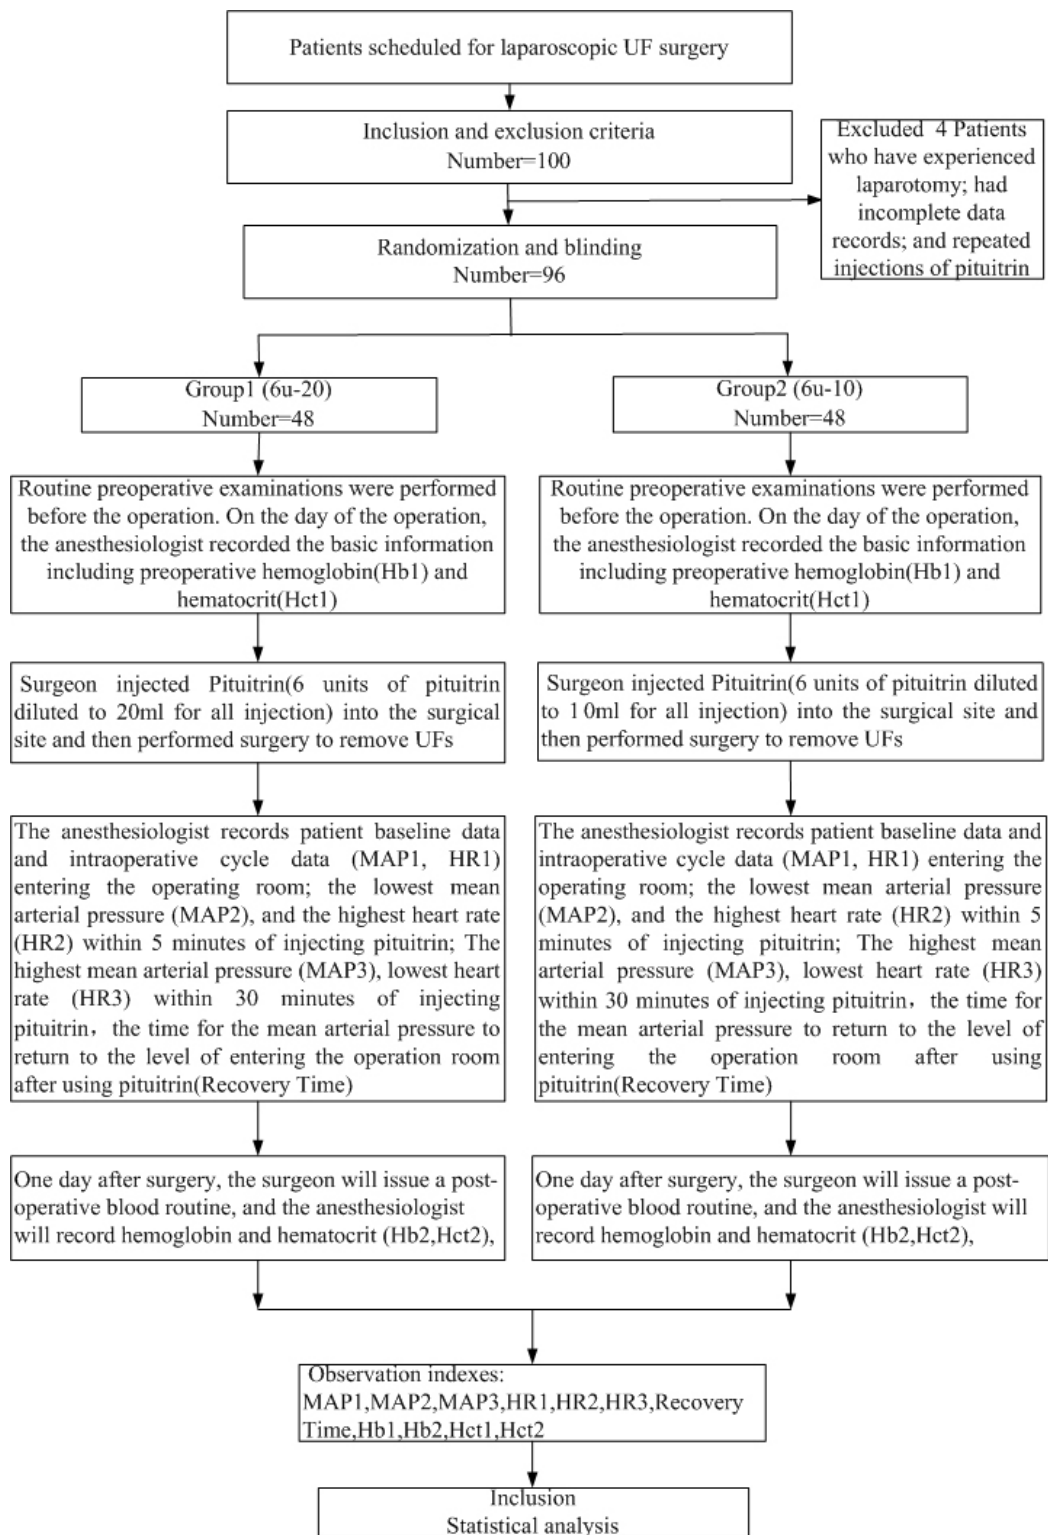 Patients scheduled for laparoscopic UF surgery
Inclusion and exclusion criteria
Number=100
Excluded 4 Patients
who have experienced
laparotomy; had
incomplete data
records; and repeated
injections of pituitrin
Randomization and blinding
Number=96
Group1 (6u-20)
Number=48
Group2 (6u-10)
Number=48
Routine preoperative examinations were performed
before the operation. On the day of the operation,
the anesthesiologist recorded the basic information
including preoperative hemoglobin(Hb1) and
hematocrit(Hct1)
Routine preoperative examinations were performed
before the operation. On the day of the operation,
the anesthesiologist recorded the basic information
including preoperative hemoglobin(Hb1) and
hematocrit(Hct1)
Surgeon injected Pituitrin(6 units of pituitrin
diluted to 20ml for all injection) into the surgical
site and then performed surgery to remove UFs
Surgeon injected Pituitrin(6 units of pituitrin diluted
to 10ml for all injection) into the surgical site and
then performed surgery to remove UFs
The anesthesiologist records patient baseline data
and intraoperative cycle data (MAP1, HR1)
entering the operating room; the lowest mean
arterial pressure (MAP2), and the highest heart rate
(HR2) within 5 minutes of injecting pituitrin; The
highest mean arterial pressure (MAP3), lowest heart
rate (HR3) within 30 minutes of injecting
pituitrin，the time for the mean arterial pressure to
return to the level of entering the operation room
after using pituitrin(Recovery Time)
The anesthesiologist records patient baseline data and
intraoperative cycle data (MAP1, HR1) entering the
operating room; the lowest mean arterial pressure
(MAP2), and the highest heart rate (HR2) within 5
minutes of injecting pituitrin; The highest mean
arterial pressure (MAP3), lowest heart rate (HR3)
within 30 minutes of injecting pituitrin，the time for
the mean arterial pressure to return to the level of
entering the operation room after using
pituitrin(Recovery Time)
One day after surgery, the surgeon will issue a post-
operative blood routine, and the anesthesiologist
will record hemoglobin and hematocrit (Hb2,Hct2),
One day after surgery, the surgeon will issue a post-
operative blood routine, and the anesthesiologist will
record hemoglobin and hematocrit (Hb2,Hct2),
Observation indexes:
MAP1,MAP2,MAP3,HR1,HR2,HR3,Recovery
Time,Hb1,Hb2,Hct1,Hct2
Inclusion
Statistical analysis